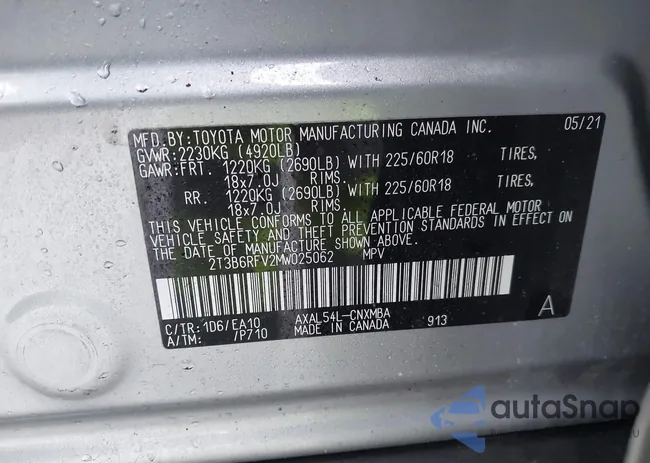 MFD. BY: TOYOTA MOTOR MANUFACTURING CANADA INC. 05/21
GVWR: 2230KG (4920LB)
GAWR: FRT. 1220KG (2690LB) WITH 225/60R18 TIRES,
18x7.0J RIMS.
RR. 1220KG (2690LB) WITH 225/60R18 TIRES,
18x7.0J RIMS.
THIS VEHICLE CONFORMS TO ALL APPLICABLE FEDERAL MOTOR
VEHICLE SAFETY AND THEFT PREVENTION STANDARDS IN EFFECT ON
THE DATE OF MANUFACTURE SHOWN ABOVE.
2T3B6RFV2MW025062 MPV
C/TR: 1D6/EA10 AXAL54L-CNXMBA A
A/TM: /P710 MADE IN CANADA 913
autaSnap